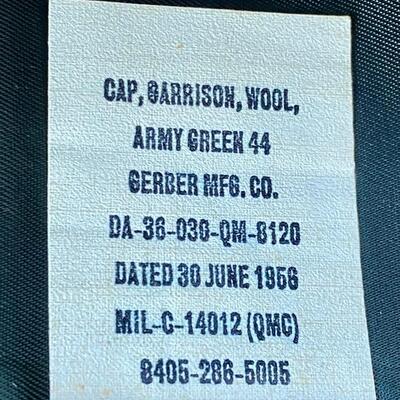 CAP, GARRISON, WOOL,
ARMY GREEN 44
GERBER MFG. CO.
DA-36-030-QM-8120
DATED 30 JUNE 1956
MIL-C-14012 (QMC)
8405-286-5005